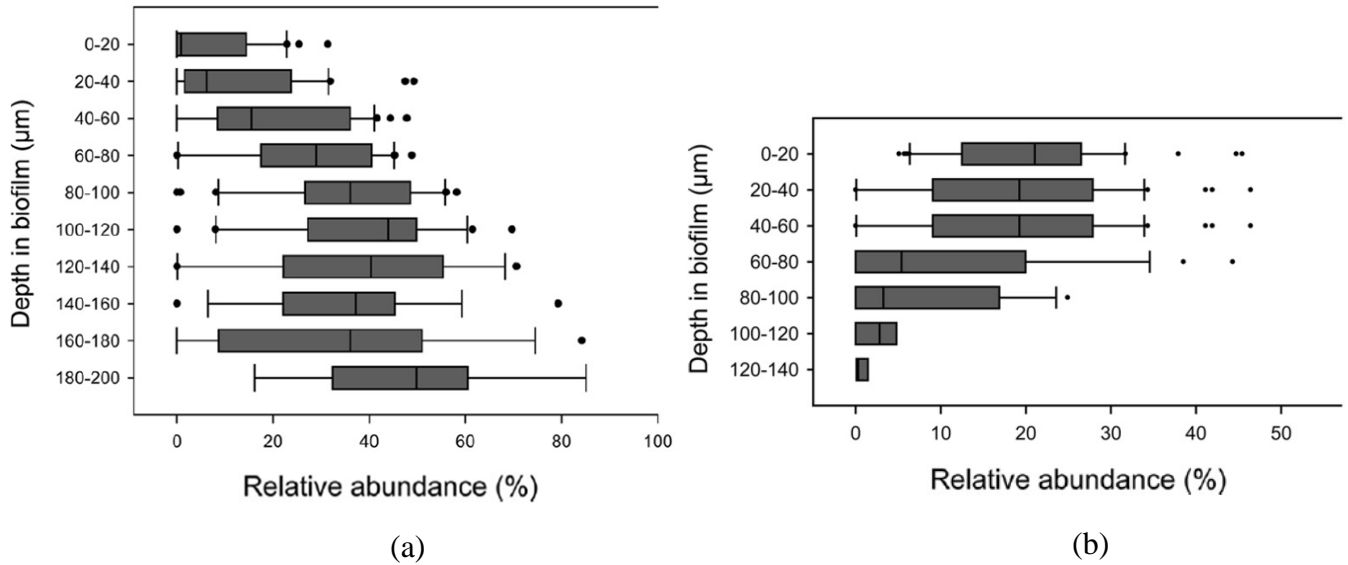 Depth in biofilm (µm)
0-20
20-40
40-60
60-80
80-100
100-120
120-140
140-160
160-180
180-200
0 20 40 60 80 100
Relative abundance (%)
(a)
Depth in biofilm (µm)
0-20
20-40
40-60
60-80
80-100
100-120
120-140
0 10 20 30 40 50
Relative abundance (%)
(b)